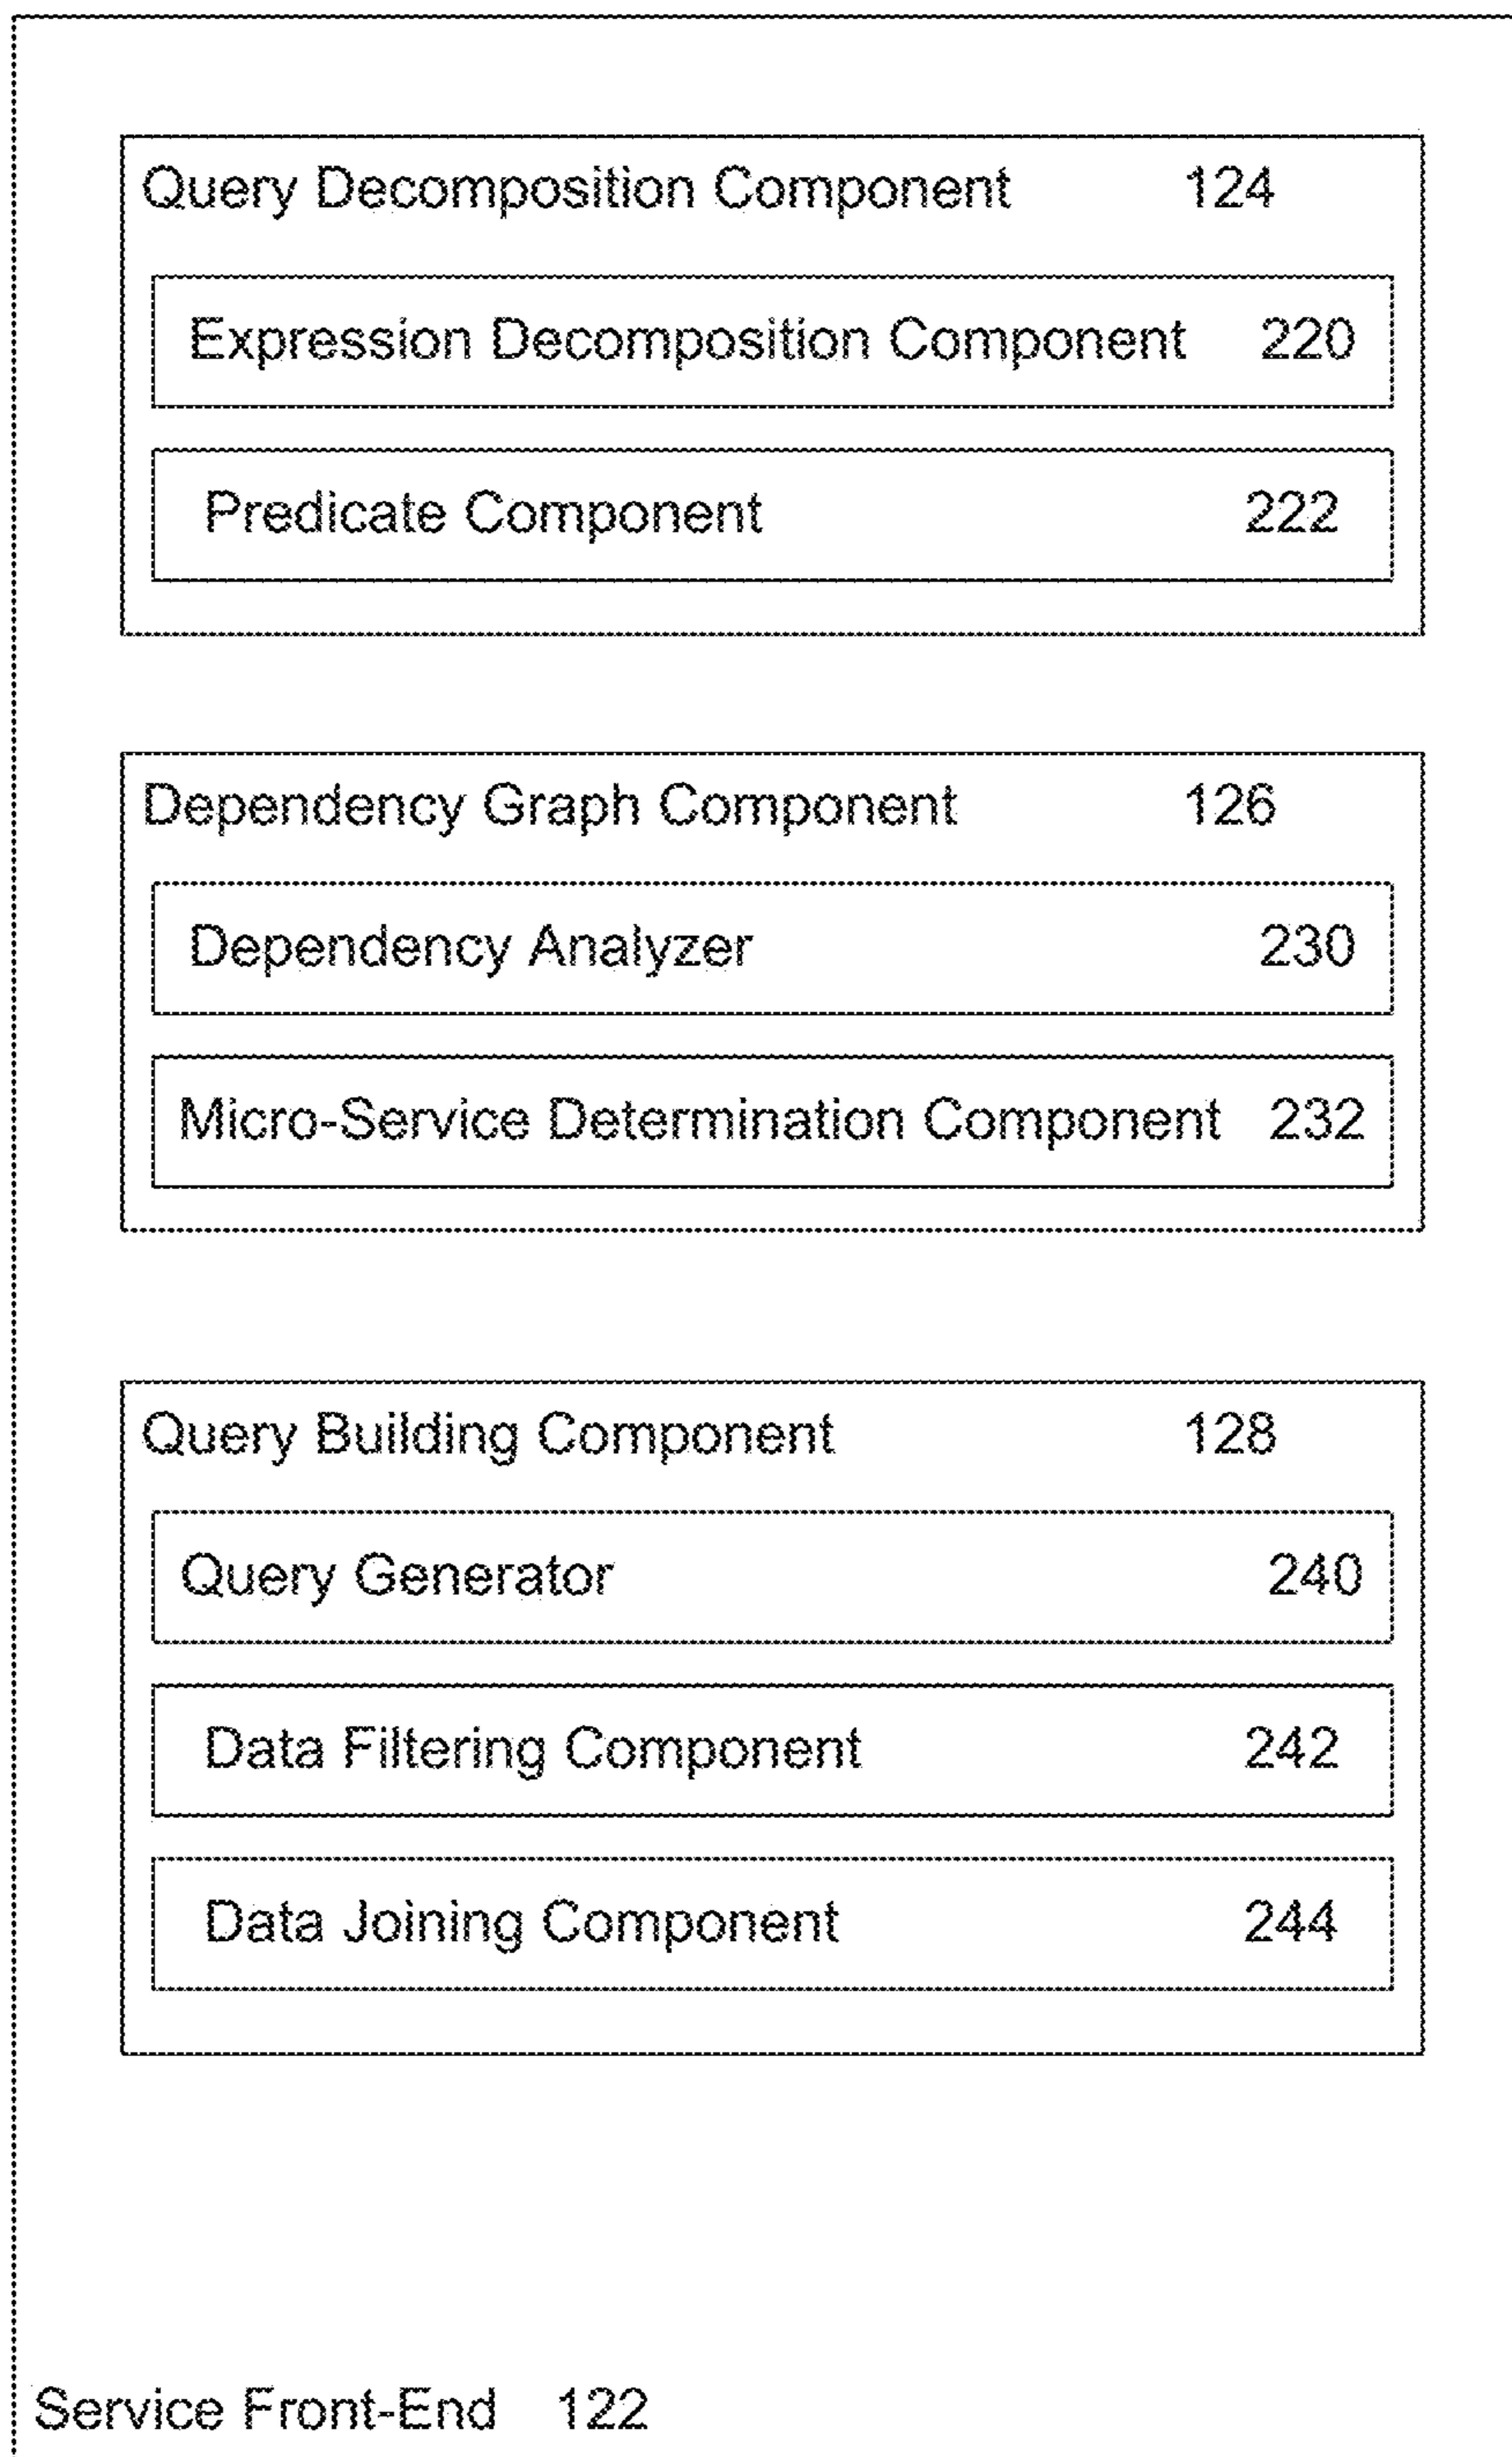 Query Decomposition Component 124
Expression Decomposition Component 220
Predicate Component 222
Dependency Graph Component 126
Dependency Analyzer 230
Micro-Service Determination Component 232
Query Building Component 128
Query Generator 240
Data Filtering Component 242
Data Joining Component 244
Service Front-End 122